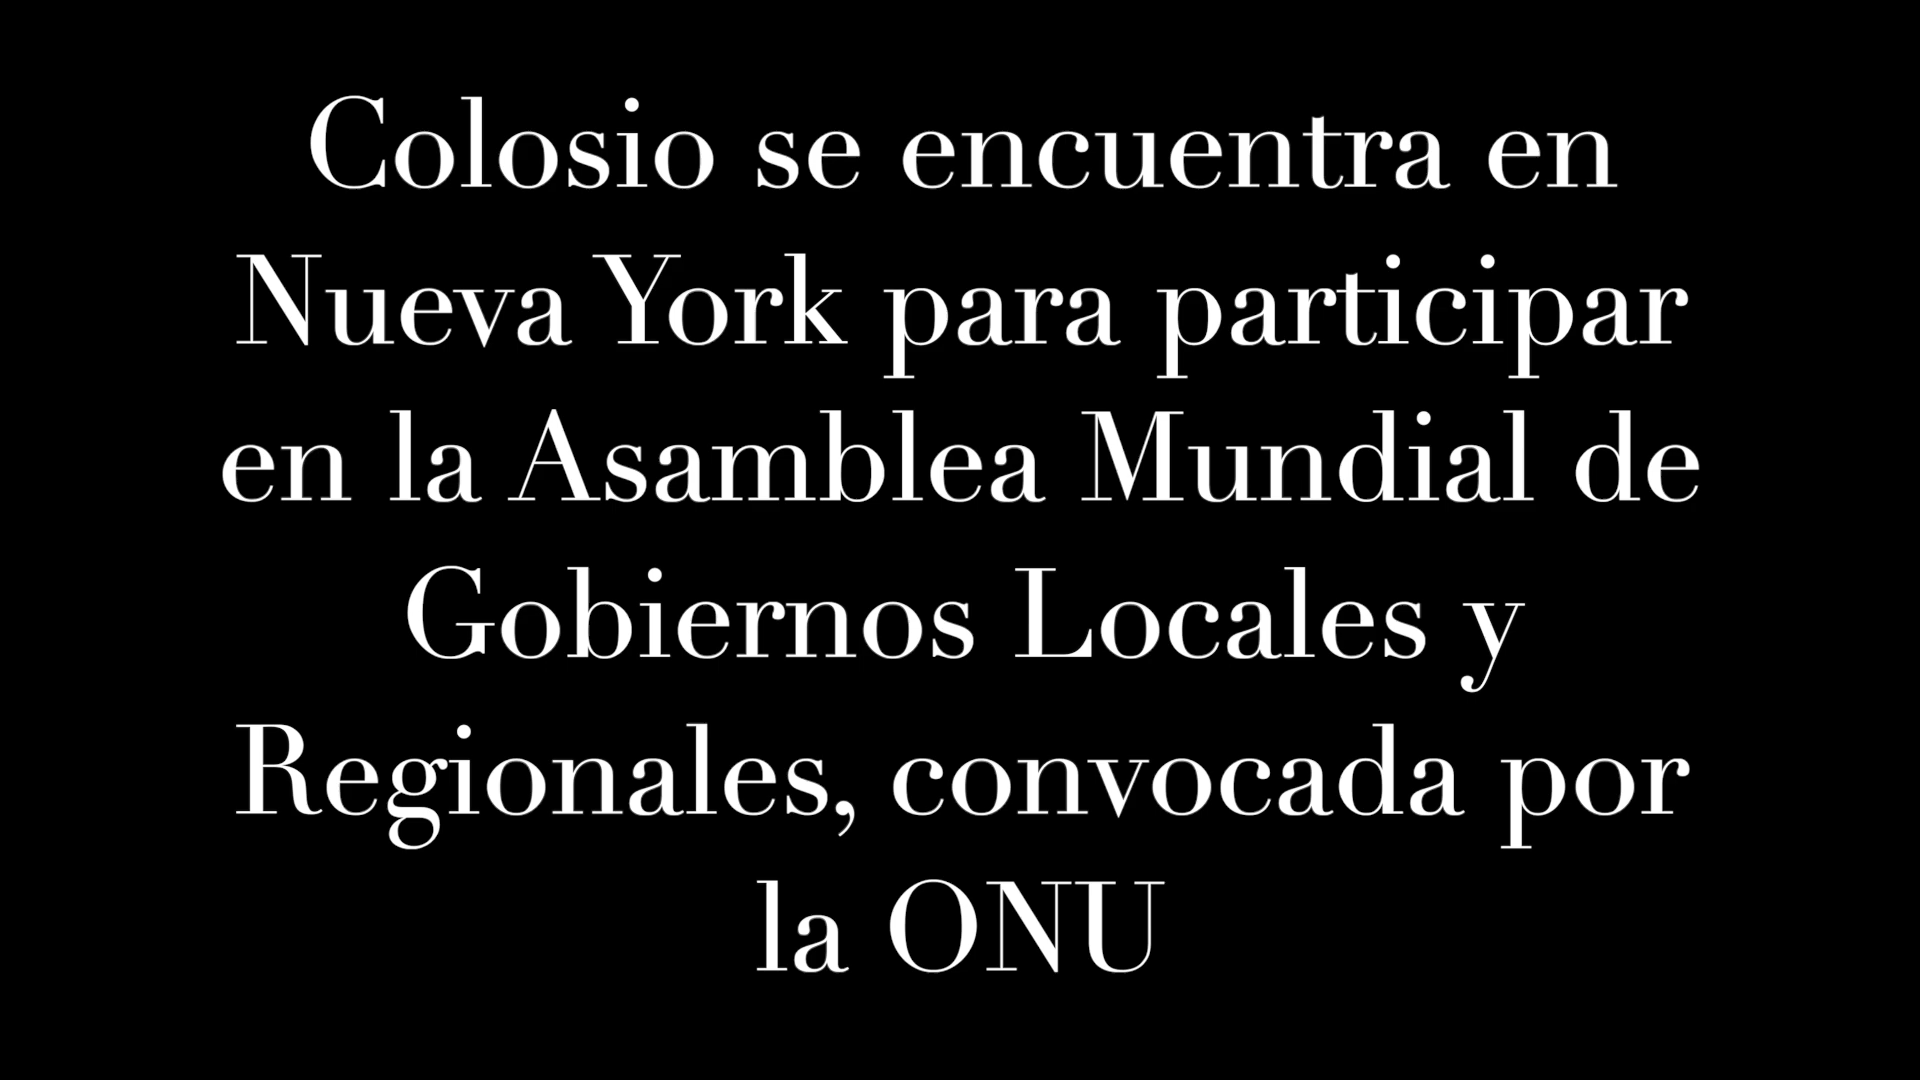 Colosio se encuentra en
Nueva York para participar
en la Asamblea Mundial de
Gobiernos Locales y
Regionales, convocada por
la ONU